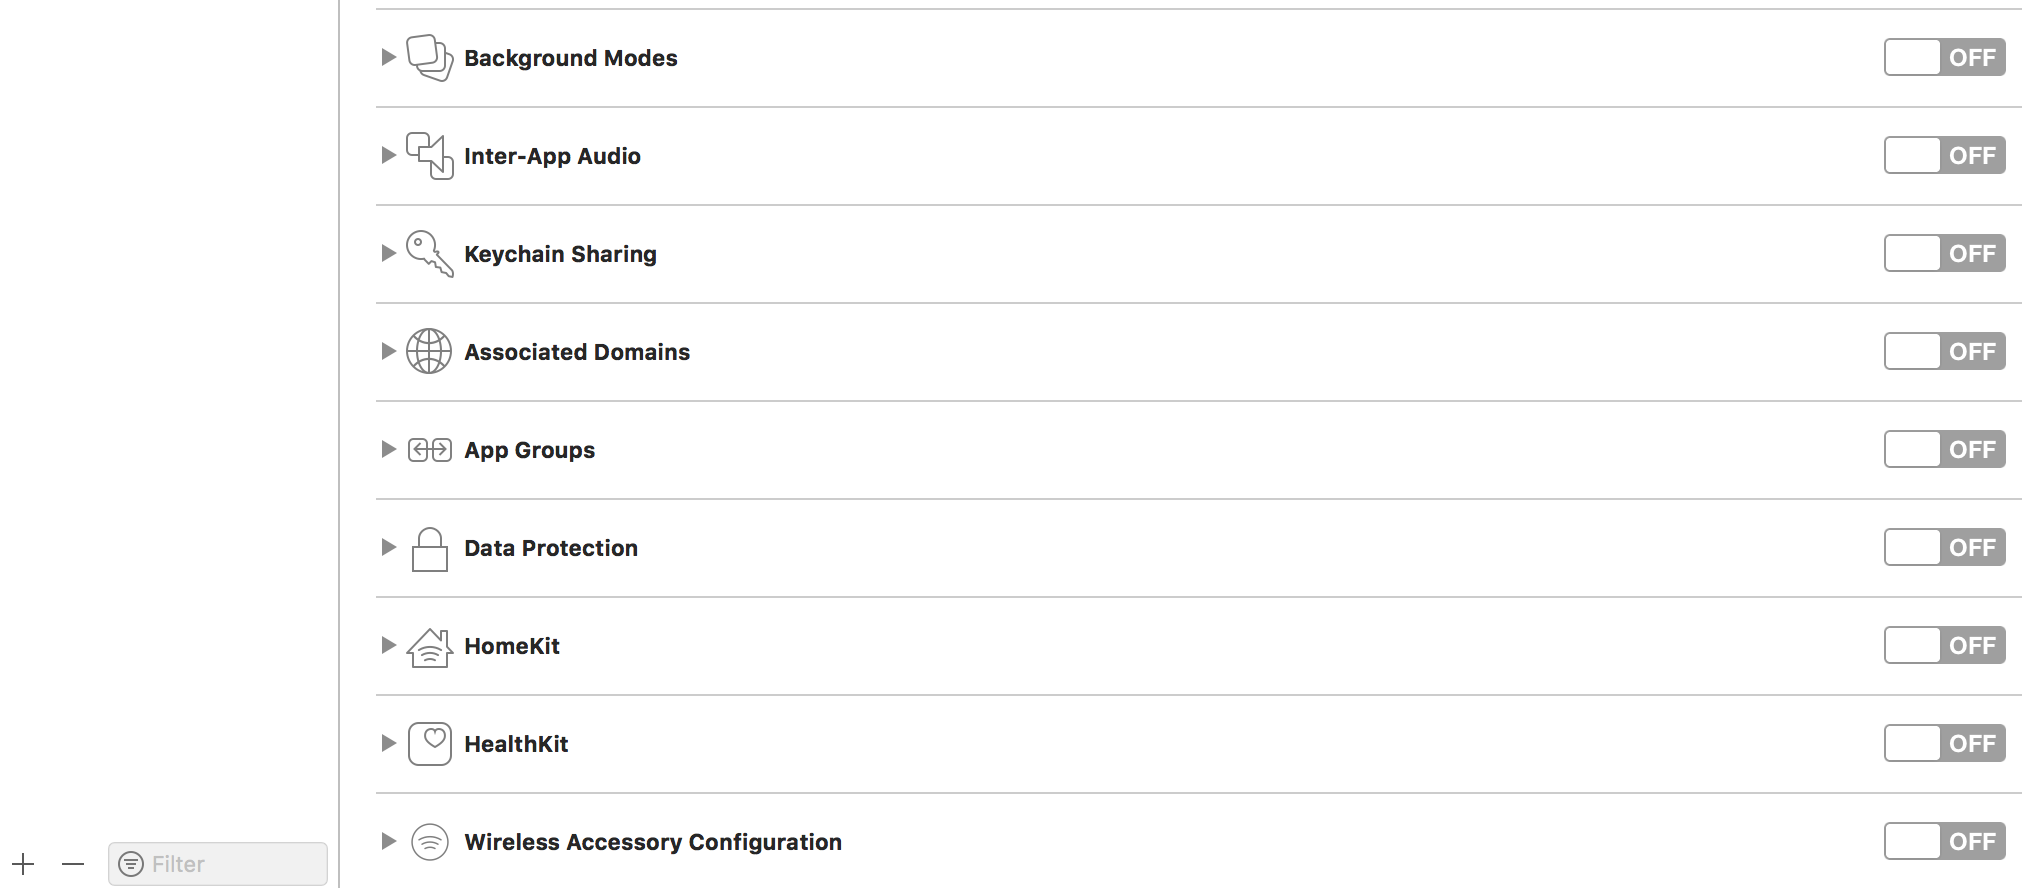 Background Modes OFF
Inter-App Audio OFF
Keychain Sharing OFF
Associated Domains OFF
App Groups OFF
Data Protection OFF
HomeKit OFF
HealthKit OFF
Wireless Accessory Configuration OFF
Filter